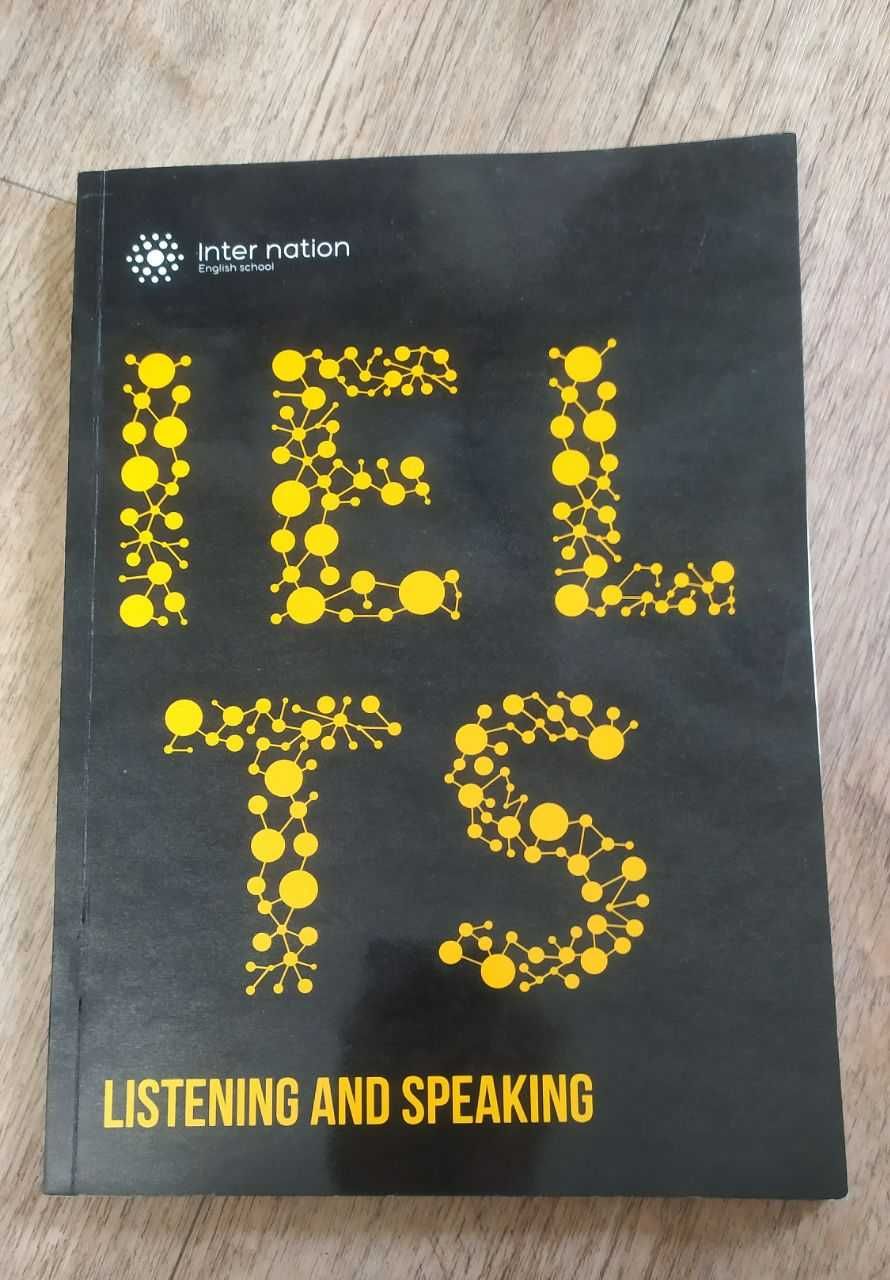 Inter nation
English school
IEL
TS
LISTENING AND SPEAKING